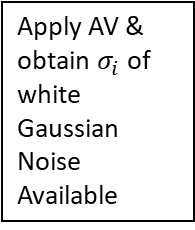 Apply AV &
obtain σᵢ of
white
Gaussian
Noise
Available